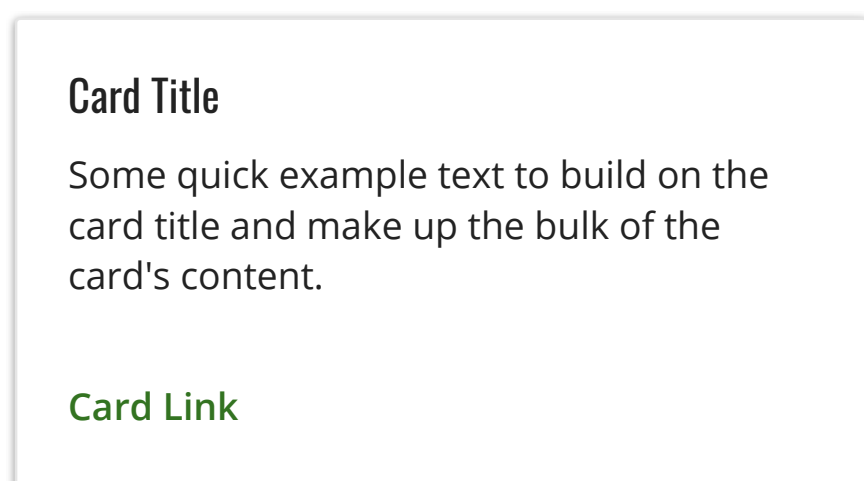 Card Title
Some quick example text to build on the
card title and make up the bulk of the
card's content.
Card Link